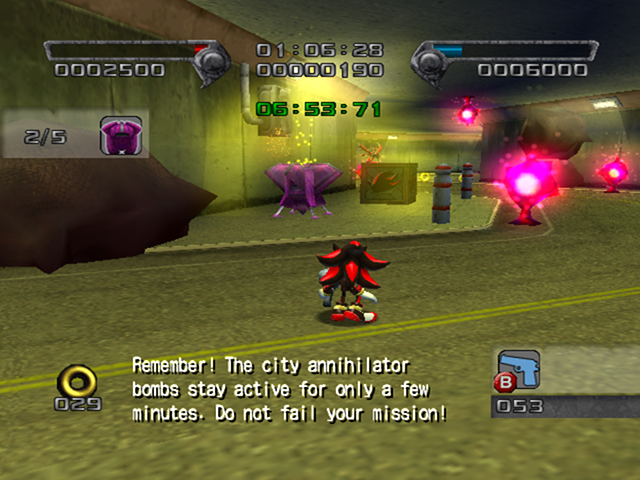 01:06:28
0002500 00000190 0006000
06:53:71
2/5
Remember! The city annihilator
bombs stay active for only a few
minutes. Do not fail your mission!
029
B
053